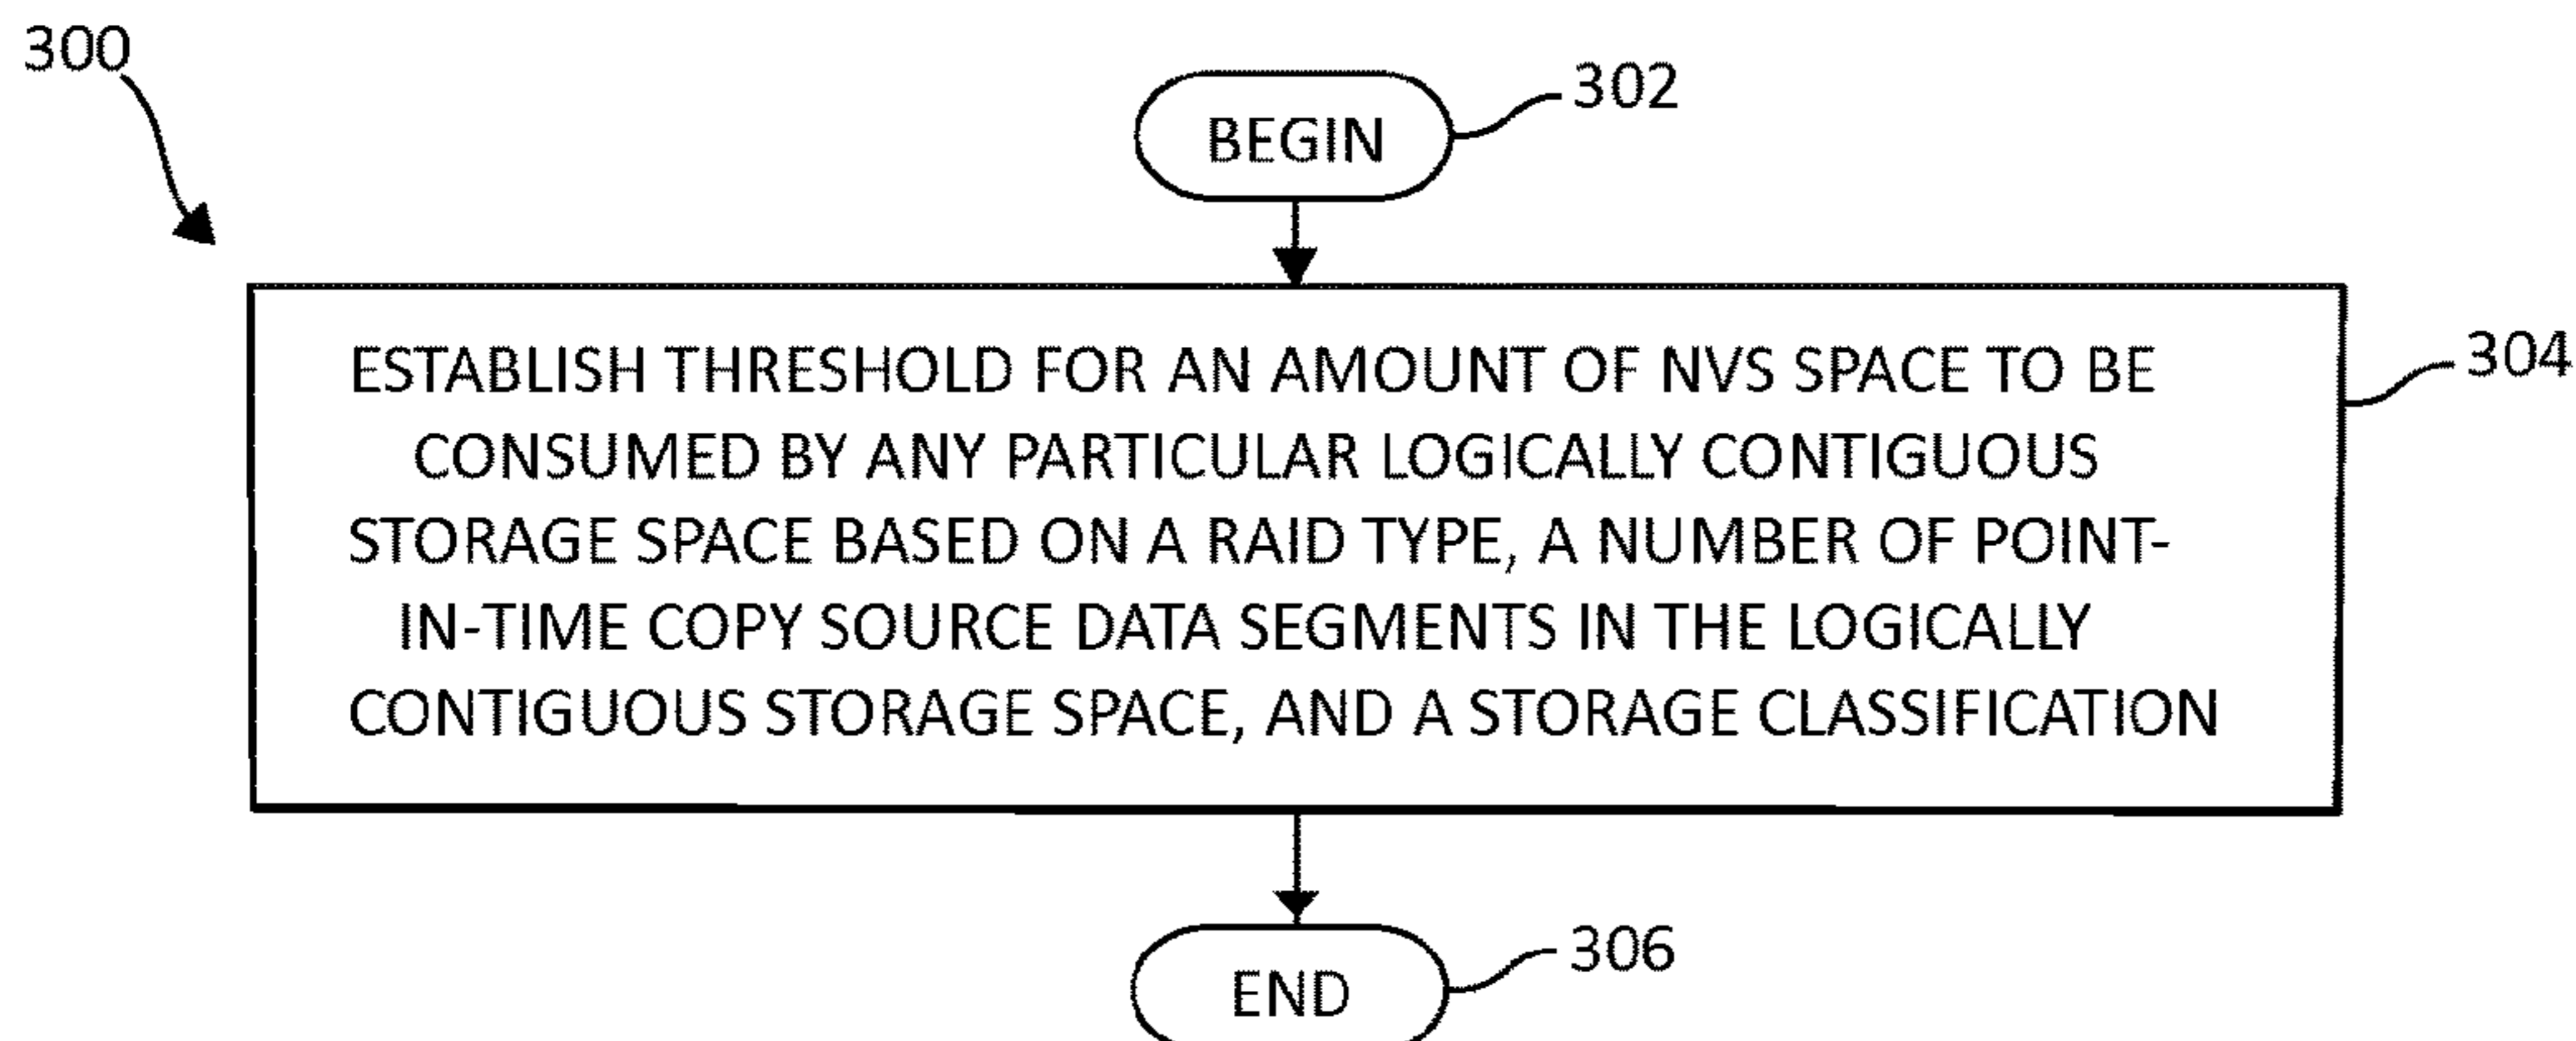 300
BEGIN
302
ESTABLISH THRESHOLD FOR AN AMOUNT OF NVS SPACE TO BE
CONSUMED BY ANY PARTICULAR LOGICALLY CONTIGUOUS
STORAGE SPACE BASED ON A RAID TYPE, A NUMBER OF POINT-
IN-TIME COPY SOURCE DATA SEGMENTS IN THE LOGICALLY
CONTIGUOUS STORAGE SPACE, AND A STORAGE CLASSIFICATION
304
END
306